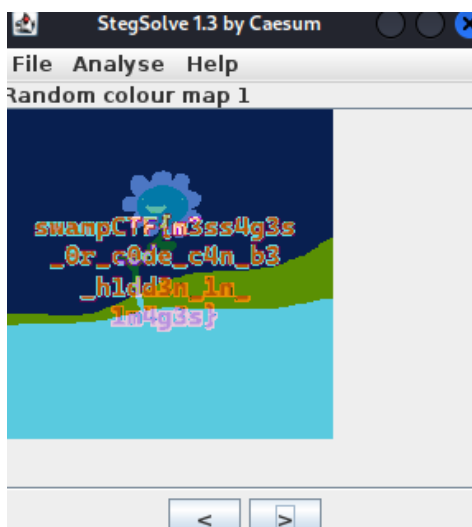 StegSolve 1.3 by Caesum
File Analyse Help
Random colour map 1
swampCTF{m3ss4g3s
_0r_c0de_c4n_b3
_h1dd3n_1n_
1m4g3s}
< >